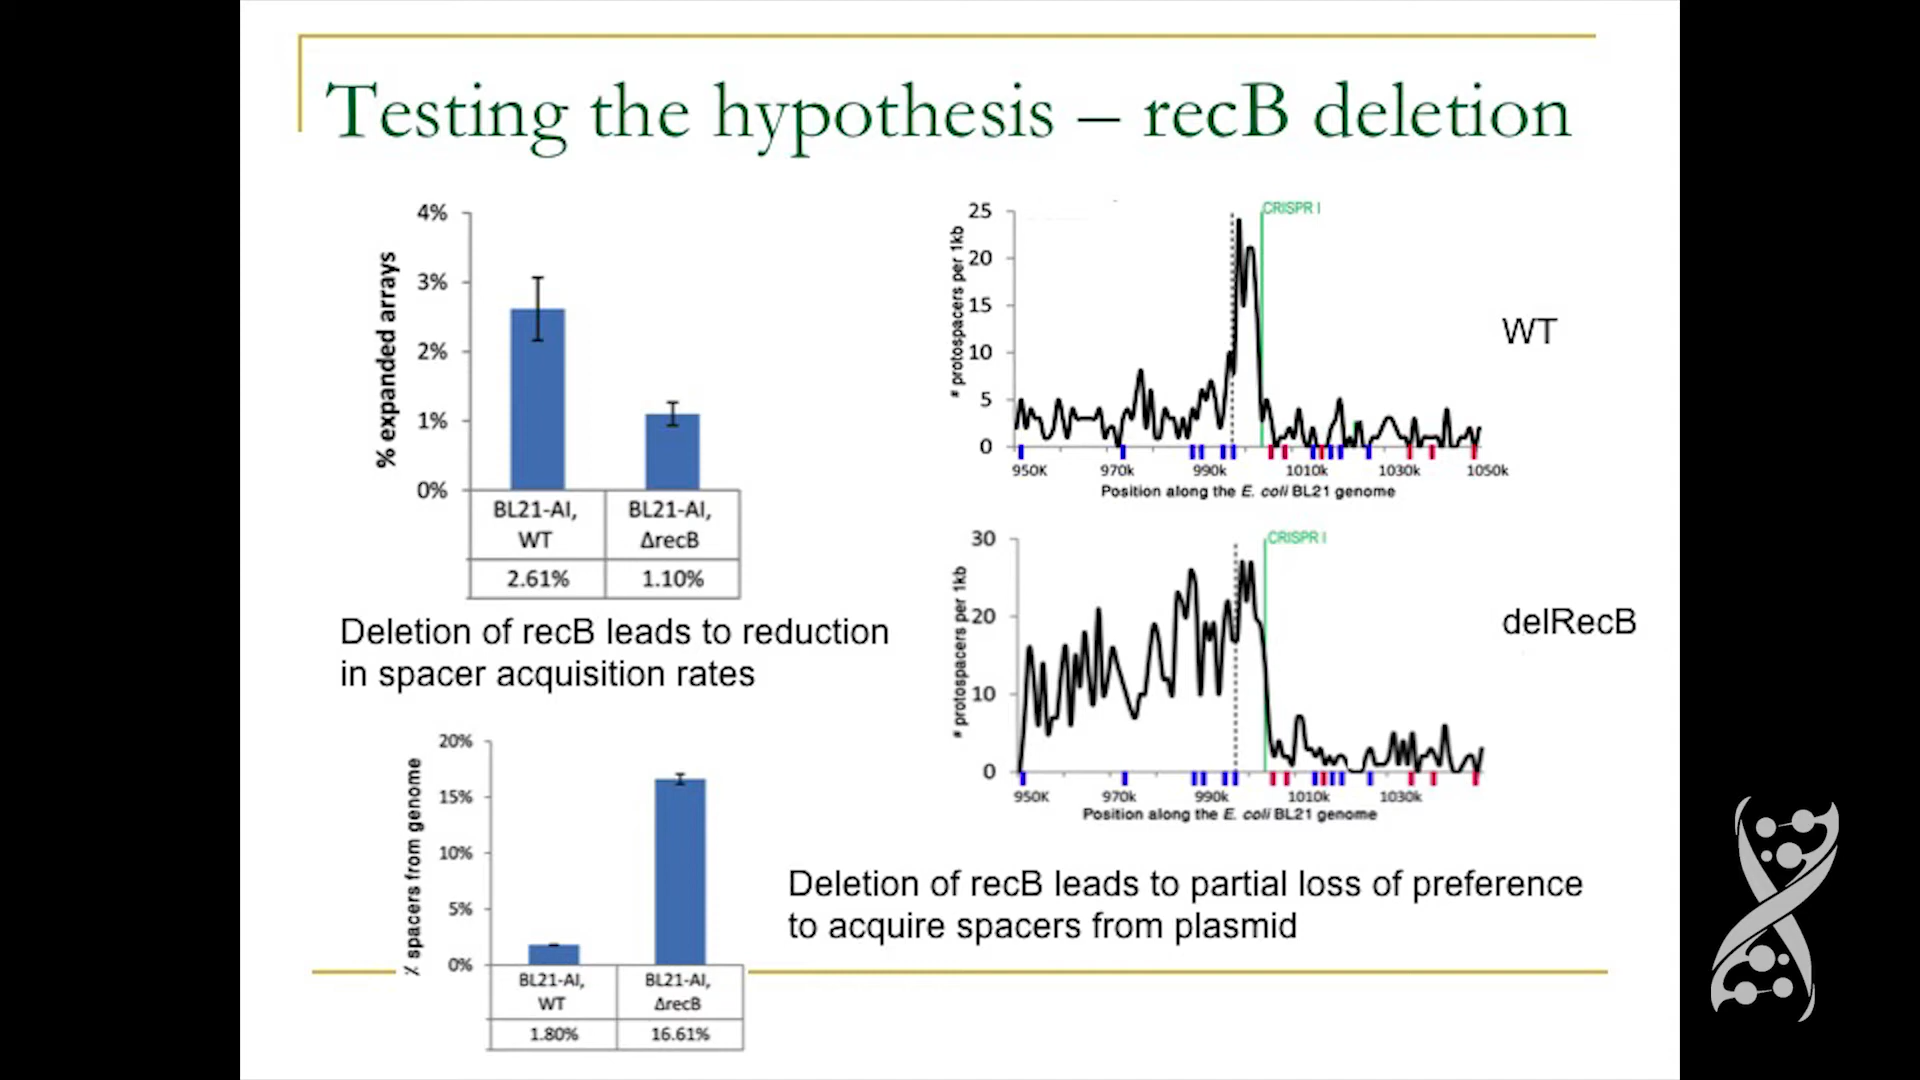 Testing the hypothesis – recB deletion
4%
3%
2%
1%
0%
% expanded arrays
BL21-AI, WT
BL21-AI, ΔrecB
2.61%
1.10%
Deletion of recB leads to reduction
in spacer acquisition rates
20%
15%
10%
5%
0%
% spacers from genome
BL21-AI, WT
BL21-AI, ΔrecB
1.80%
16.61%
CRISPR I
25
20
15
10
5
0
# protospacers per 1kb
950K 970k 990k 1010k 1030k 1050k
Position along the E. coli BL21 genome
WT
CRISPR I
30
20
10
0
# protospacers per 1kb
950K 970k 990k 1010k 1030k
Position along the E. coli BL21 genome
delRecB
Deletion of recB leads to partial loss of preference
to acquire spacers from plasmid